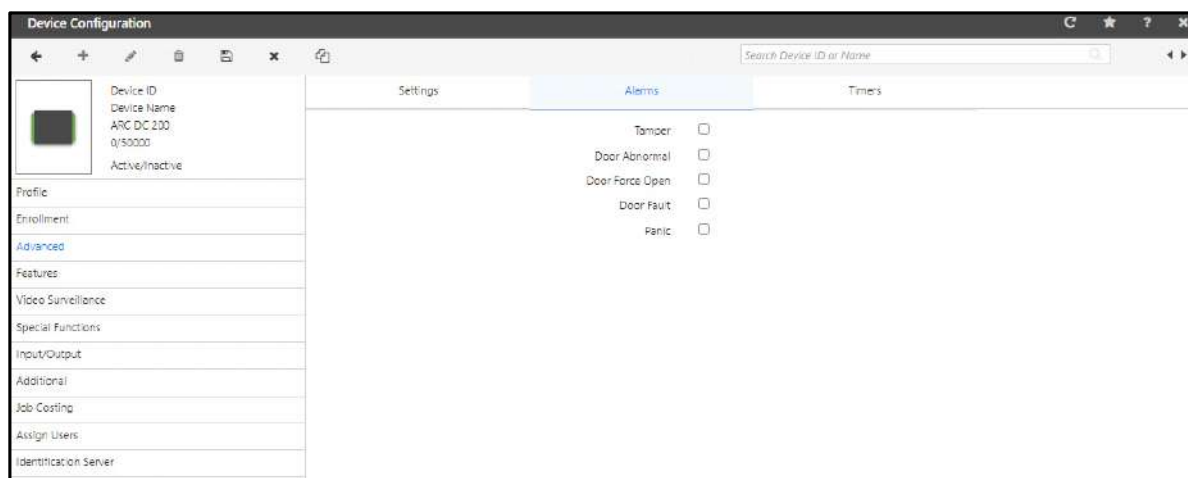 Device Configuration
Search Device ID or Name
Device ID
Device Name
ARC DC 200
0/50000
Active/Inactive
Profile
Enrollment
Advanced
Features
Video Surveillance
Special Functions
Input/Output
Additional
Job Costing
Assign Users
Identification Server
Settings Alarms Timers
Tamper
Door Abnormal
Door Force Open
Door Fault
Panic